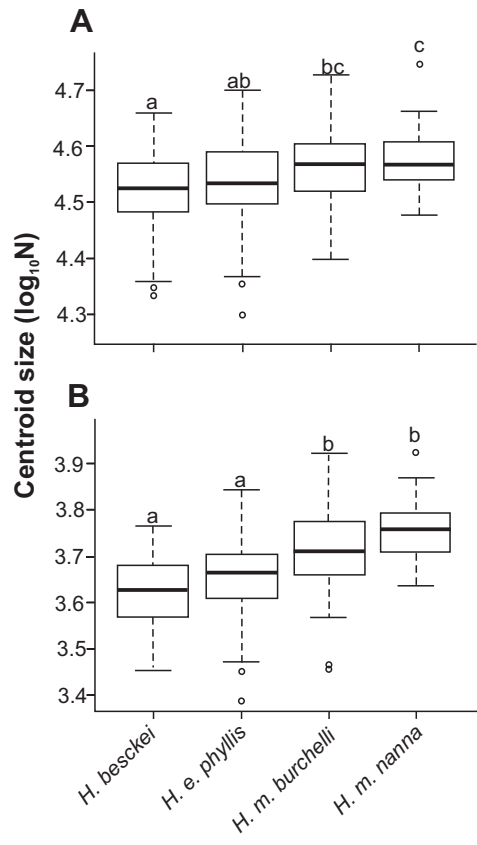 A
c
bc
ab
a
4.7
4.6
4.5
4.4
4.3
Centroid size (log₁₀N)
B
b
b
a
a
3.9
3.8
3.7
3.6
3.5
3.4
H. besckei
H. e. phyllis
H. m. burchelli
H. m. nanna